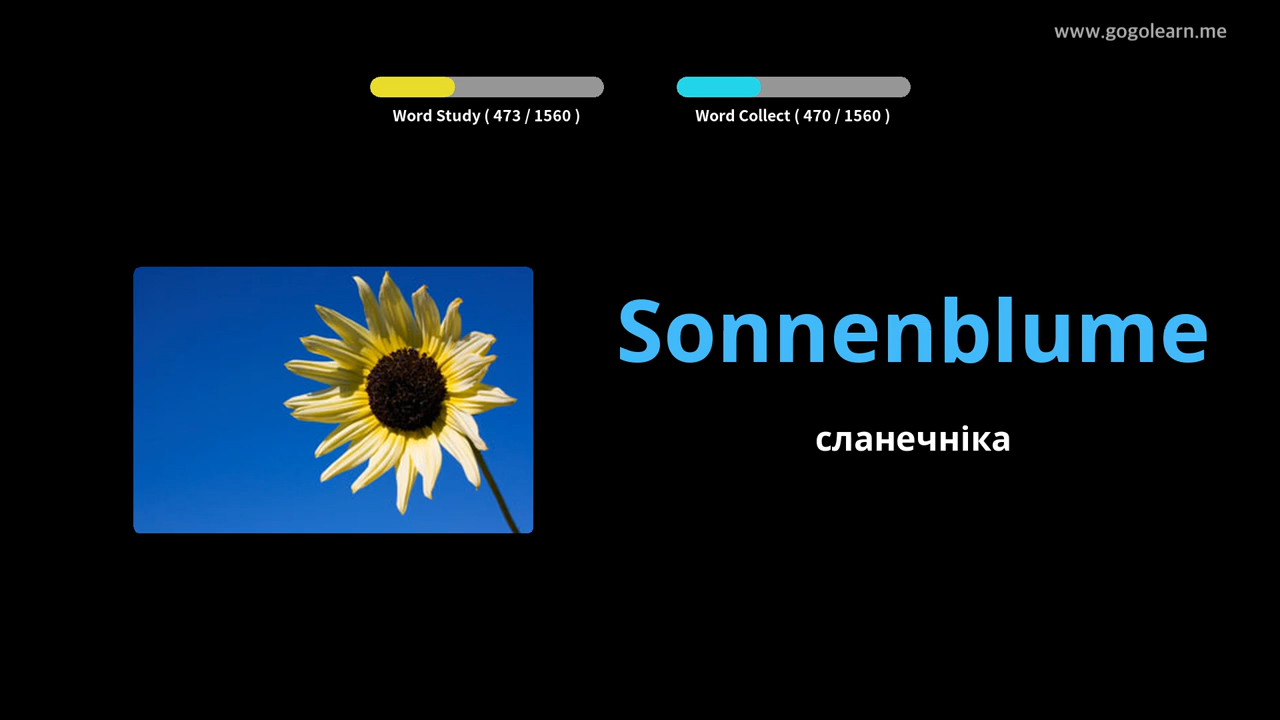 www.gogolearn.me
Word Study ( 473 / 1560 )
Word Collect ( 470 / 1560 )
Sonnenblume
сланечніка